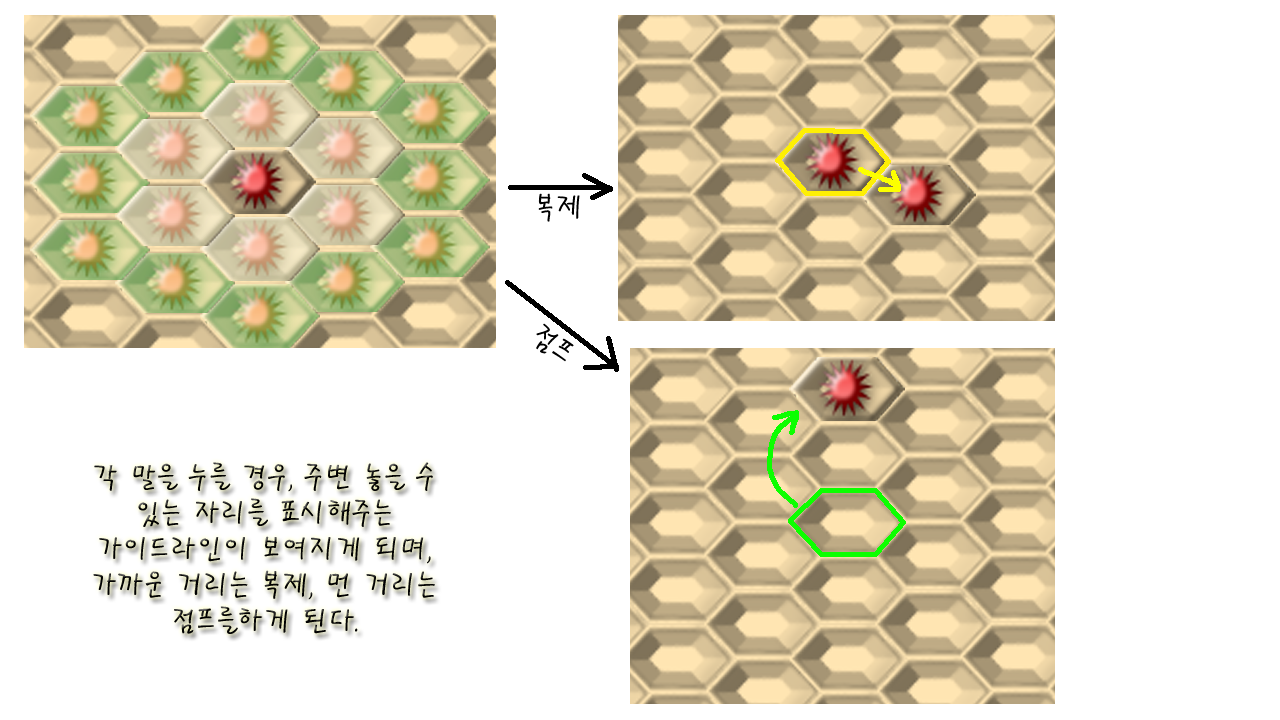 복제
점프
각 말을 누를 경우, 주변 놓을 수
있는 자리를 표시해주는
가이드라인이 보여지게 되며,
가까운 거리는 복제, 먼 거리는
점프를하게 된다.